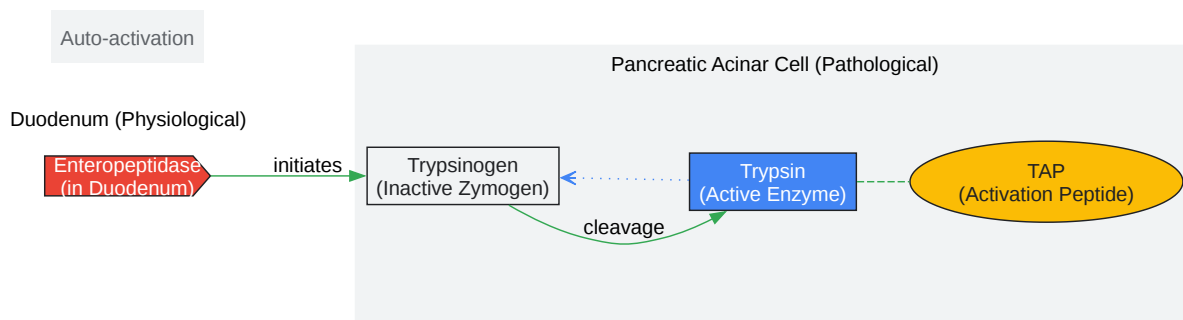 Auto-activation
Pancreatic Acinar Cell (Pathological)
Duodenum (Physiological)
Enteropeptidase
(in Duodenum)
initiates
Trypsinogen
(Inactive Zymogen)
cleavage
Trypsin
(Active Enzyme)
TAP
(Activation Peptide)